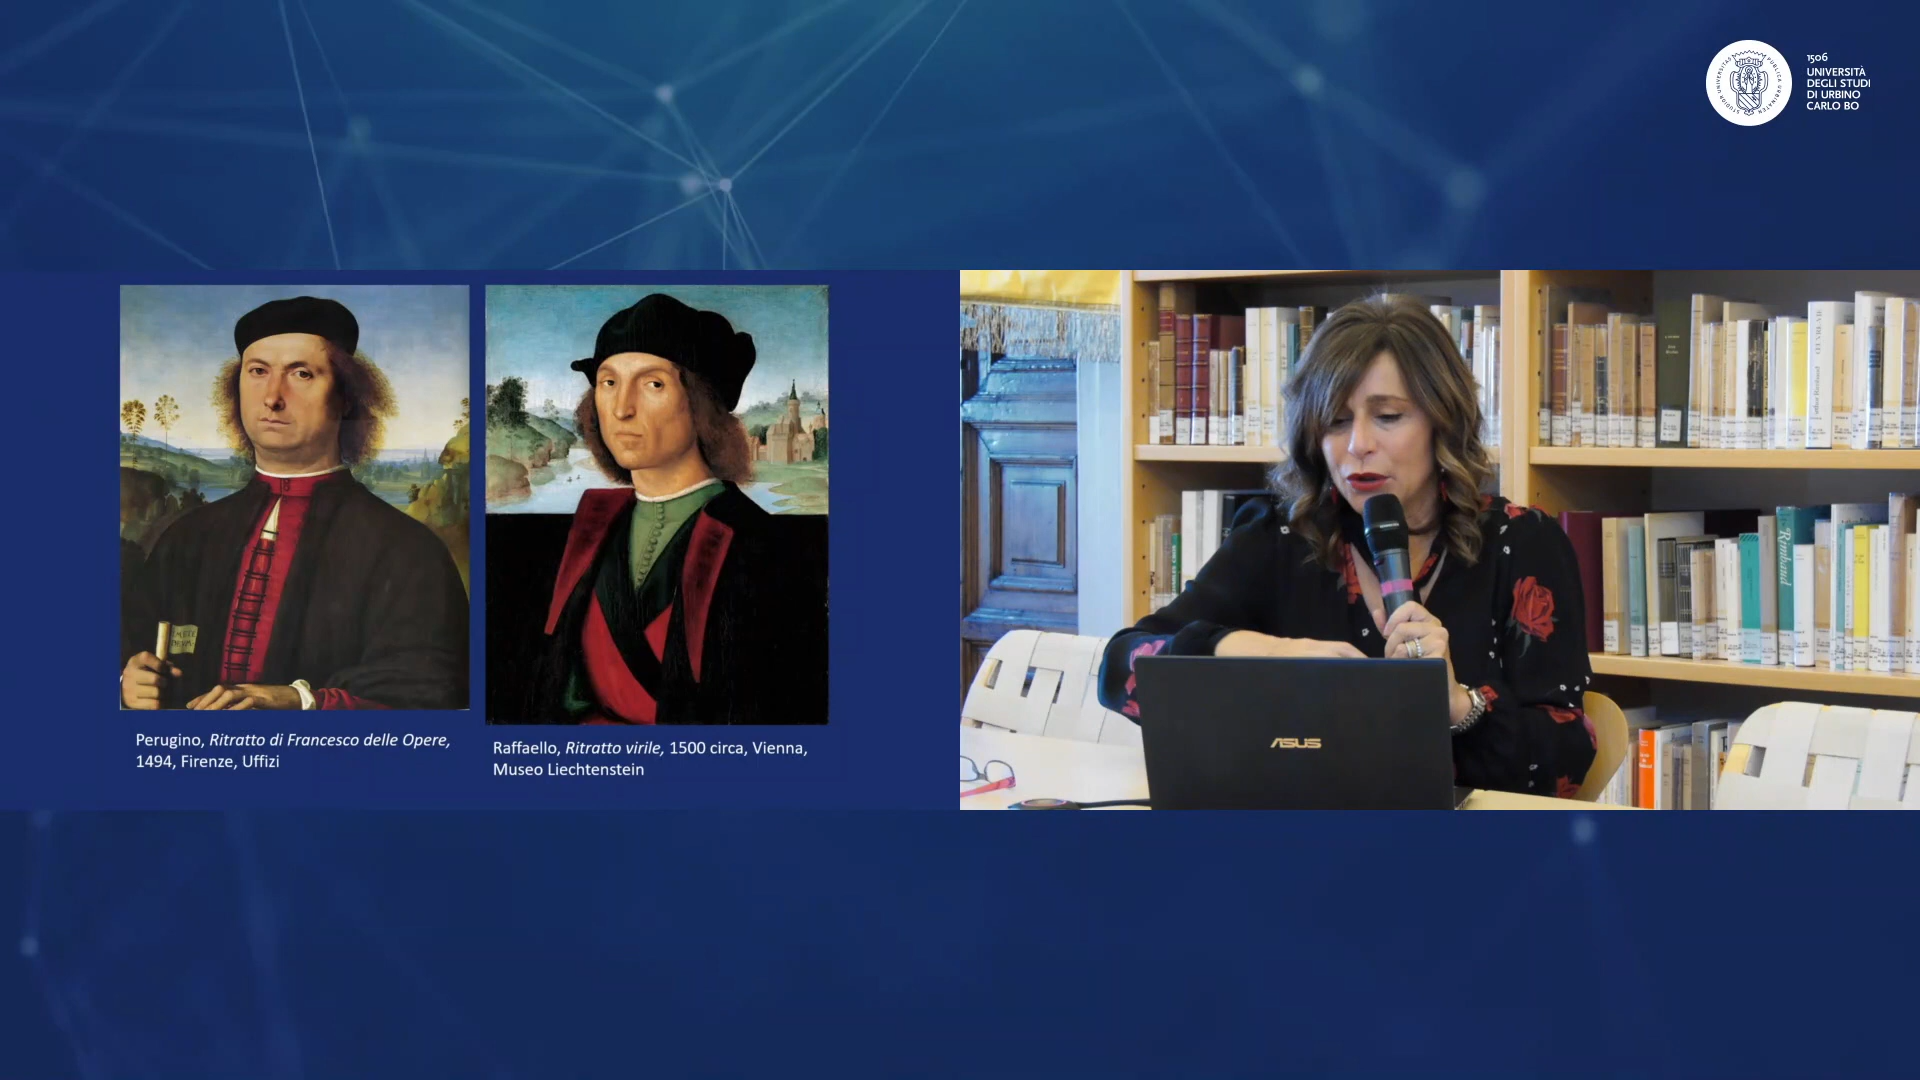 1506
UNIVERSITÀ
DEGLI STUDI
DI URBINO
CARLO BO
Perugino, Ritratto di Francesco delle Opere,
1494, Firenze, Uffizi
Raffaello, Ritratto virile, 1500 circa, Vienna,
Museo Liechtenstein
Rimbaud
ASUS